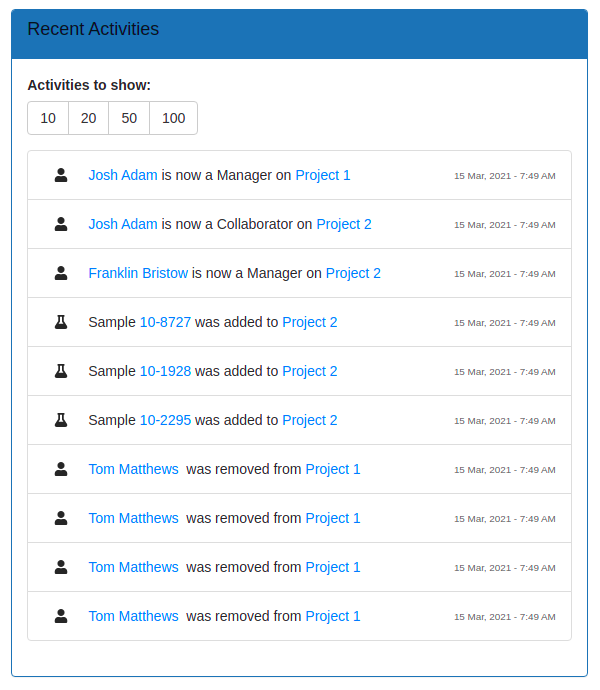 Recent Activities
Activities to show:
10 20 50 100
Josh Adam is now a Manager on Project 1 15 Mar, 2021 - 7:49 AM
Josh Adam is now a Collaborator on Project 2 15 Mar, 2021 - 7:49 AM
Franklin Bristow is now a Manager on Project 2 15 Mar, 2021 - 7:49 AM
Sample 10-8727 was added to Project 2 15 Mar, 2021 - 7:49 AM
Sample 10-1928 was added to Project 2 15 Mar, 2021 - 7:49 AM
Sample 10-2295 was added to Project 2 15 Mar, 2021 - 7:49 AM
Tom Matthews was removed from Project 1 15 Mar, 2021 - 7:49 AM
Tom Matthews was removed from Project 1 15 Mar, 2021 - 7:49 AM
Tom Matthews was removed from Project 1 15 Mar, 2021 - 7:49 AM
Tom Matthews was removed from Project 1 15 Mar, 2021 - 7:49 AM